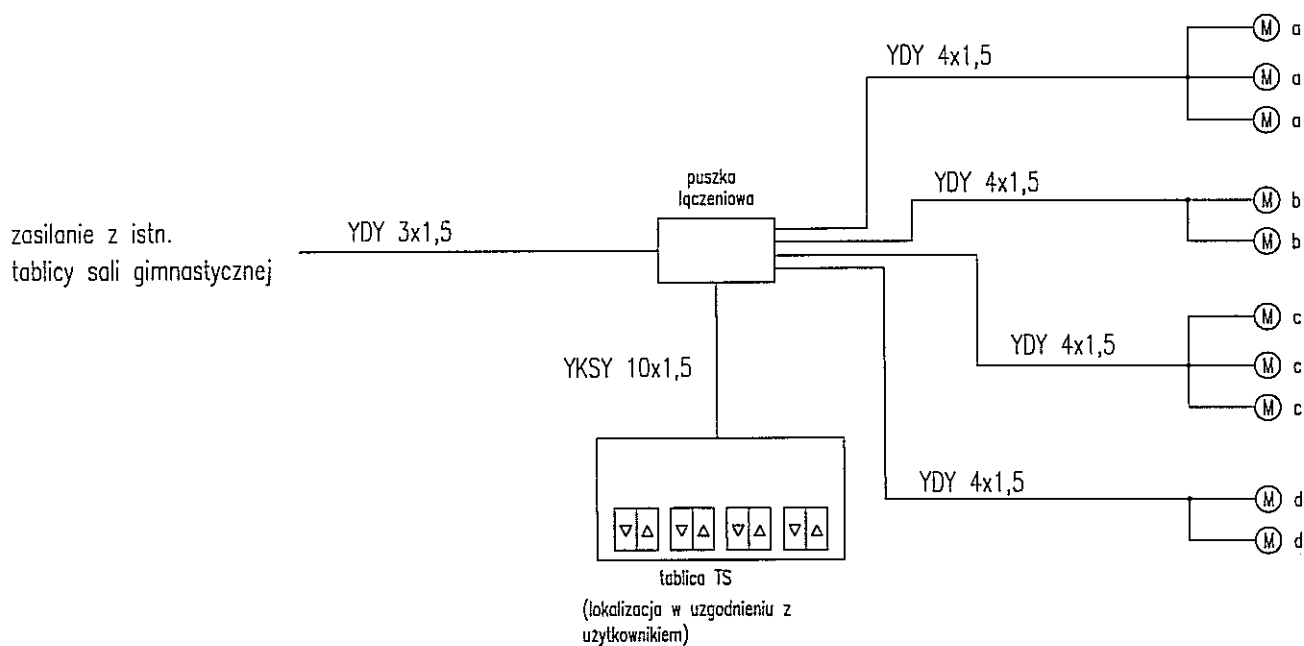 YDY 4x1,5
M a
M a
M a
puszka
łączeniowa
YDY 4x1,5
M b
M b
zasilanie z istn.
tablicy sali gimnastycznej
YDY 3x1,5
YDY 4x1,5
M c
M c
M c
YKSY 10x1,5
YDY 4x1,5
M d
M d
tablica TS
(lokalizacja w uzgodnieniu z
użytkownikiem)